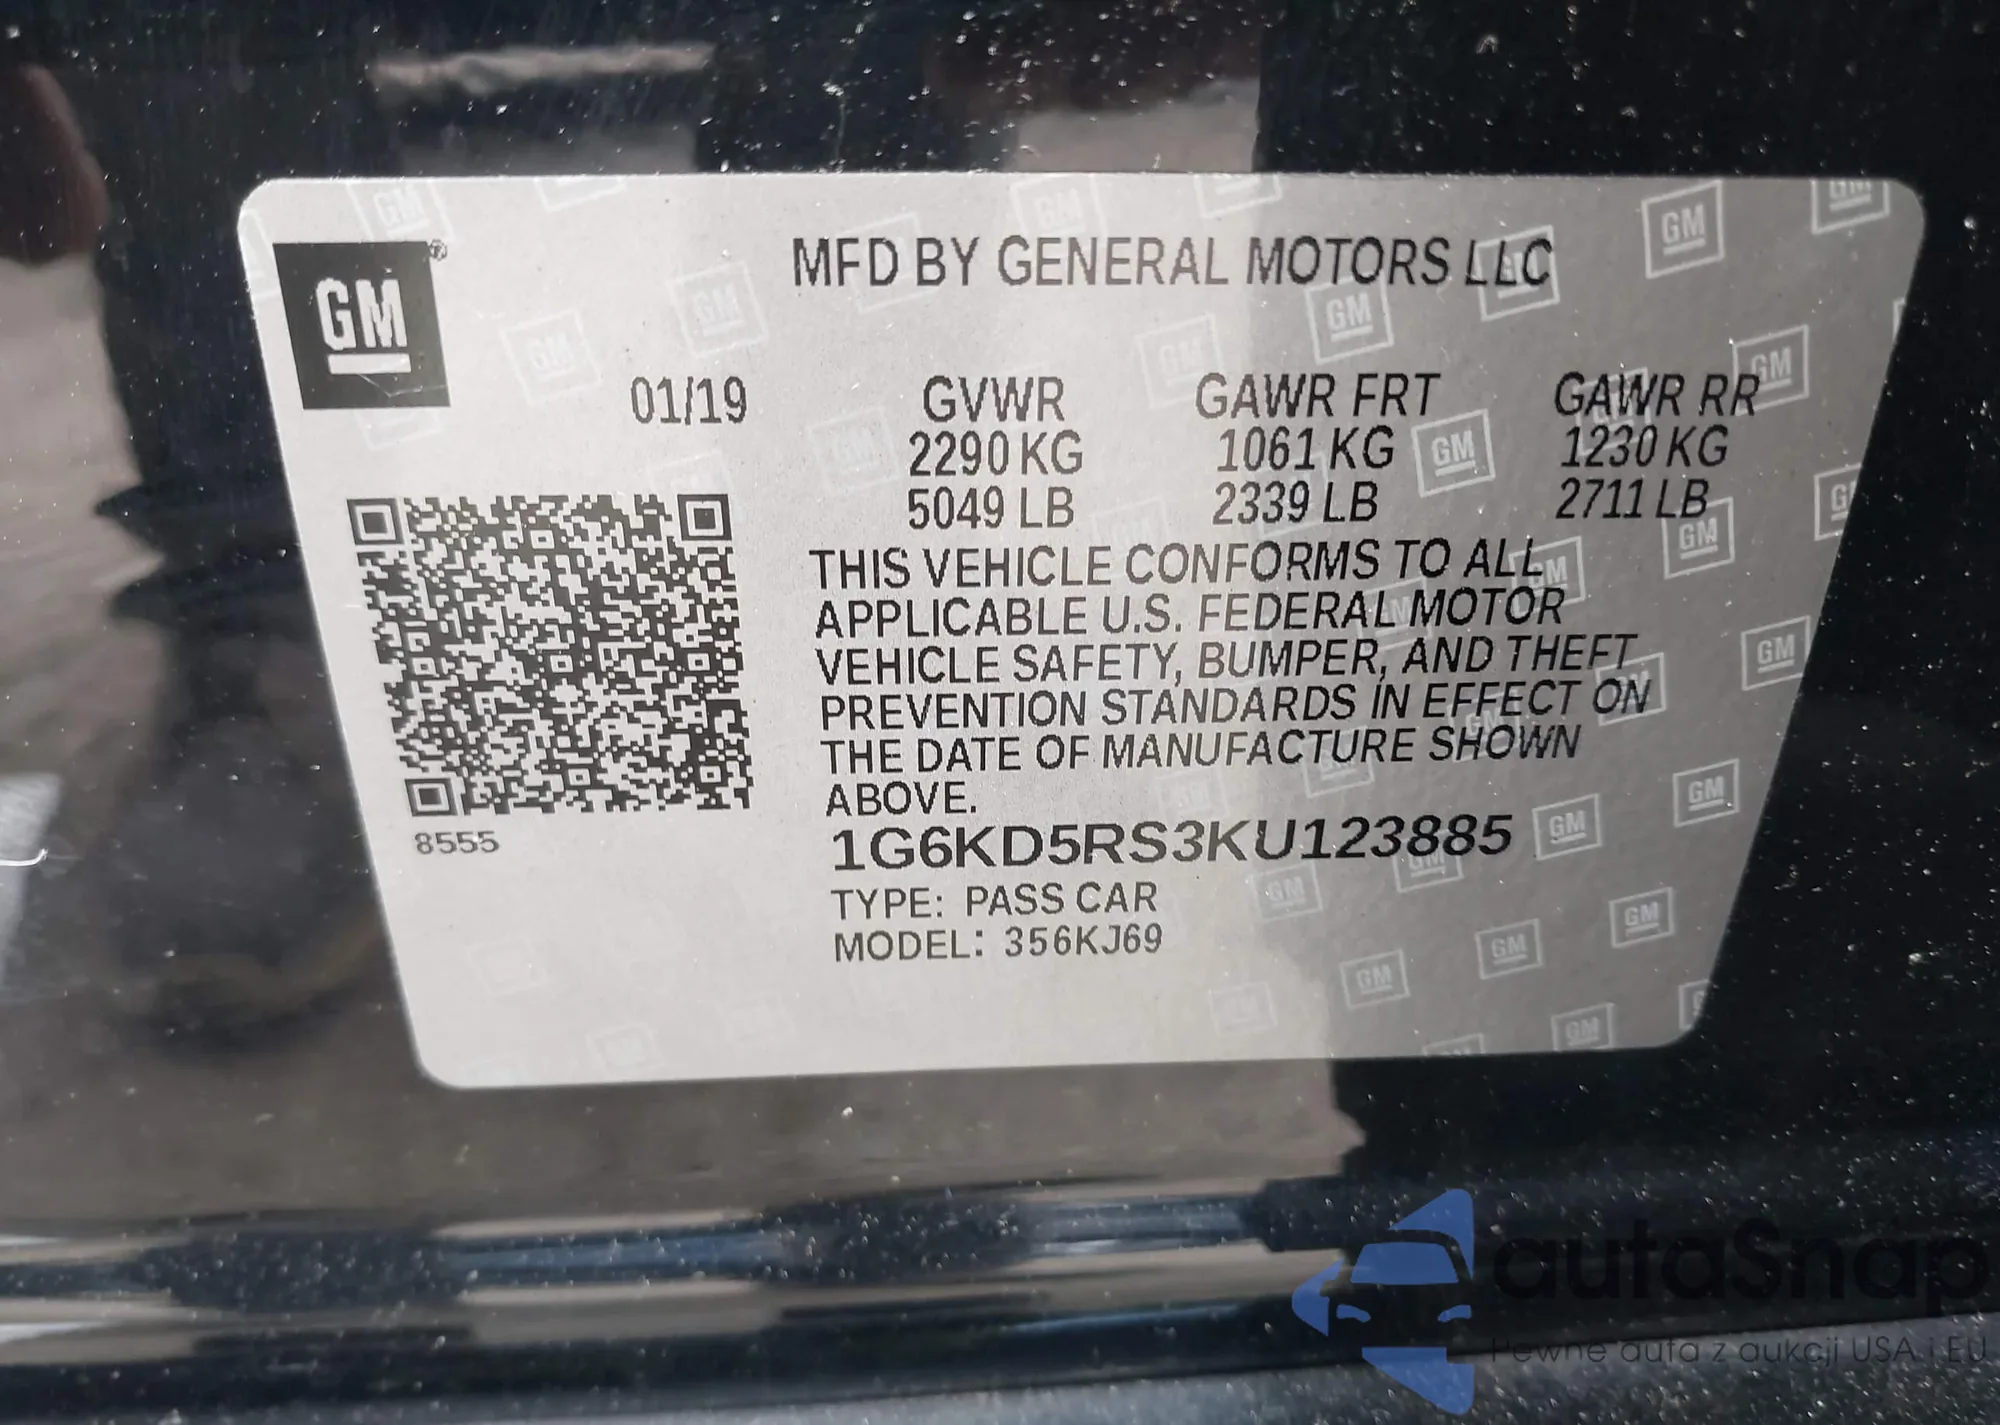 GM®
MFD BY GENERAL MOTORS LLC
01/19
GVWR GAWR FRT GAWR RR
2290 KG 1061 KG 1230 KG
5049 LB 2339 LB 2711 LB
THIS VEHICLE CONFORMS TO ALL
APPLICABLE U.S. FEDERAL MOTOR
VEHICLE SAFETY, BUMPER, AND THEFT
PREVENTION STANDARDS IN EFFECT ON
THE DATE OF MANUFACTURE SHOWN
ABOVE.
8555
1G6KD5RS3KU123885
TYPE: PASS CAR
MODEL: 356KJ69
autaSnap
Pewne auta z aukcji USA i EU